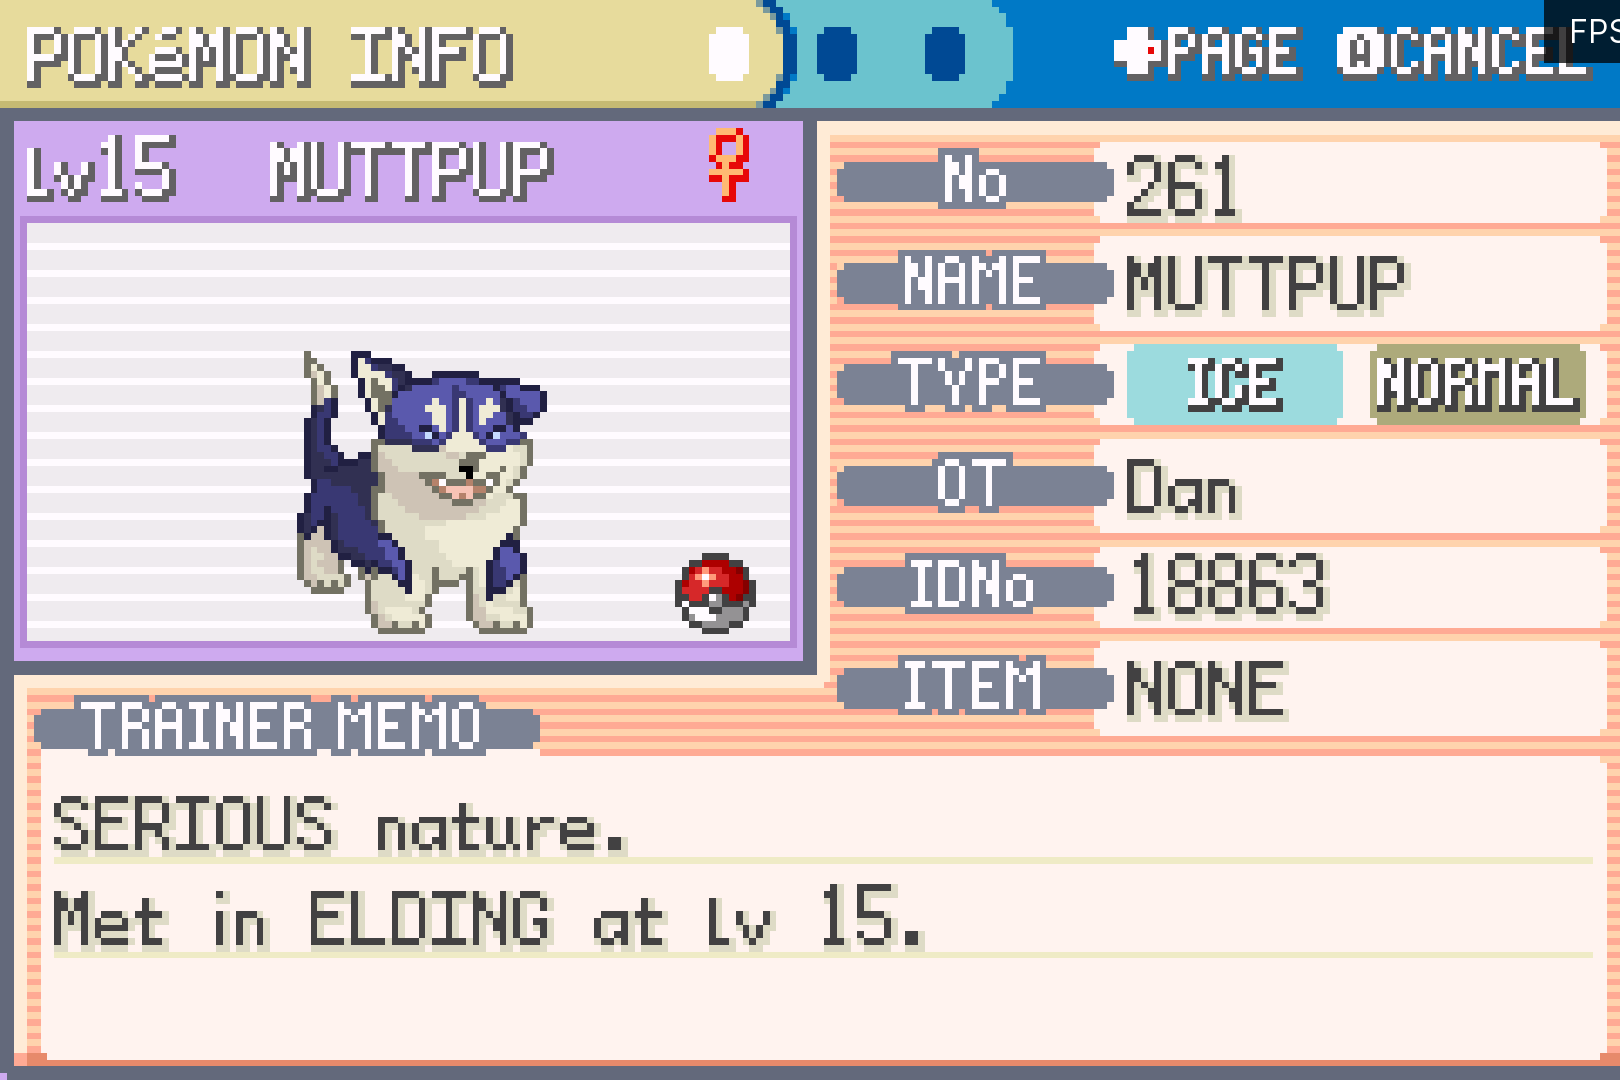 POKéMON INFO PAGE CANCEL FPS
Lv15 MUTTPUP ♀
No 261
NAME MUTTPUP
TYPE ICE NORMAL
OT Dan
IDNo 18863
ITEM NONE
TRAINER MEMO
SERIOUS nature.
Met in ELDING at Lv 15.